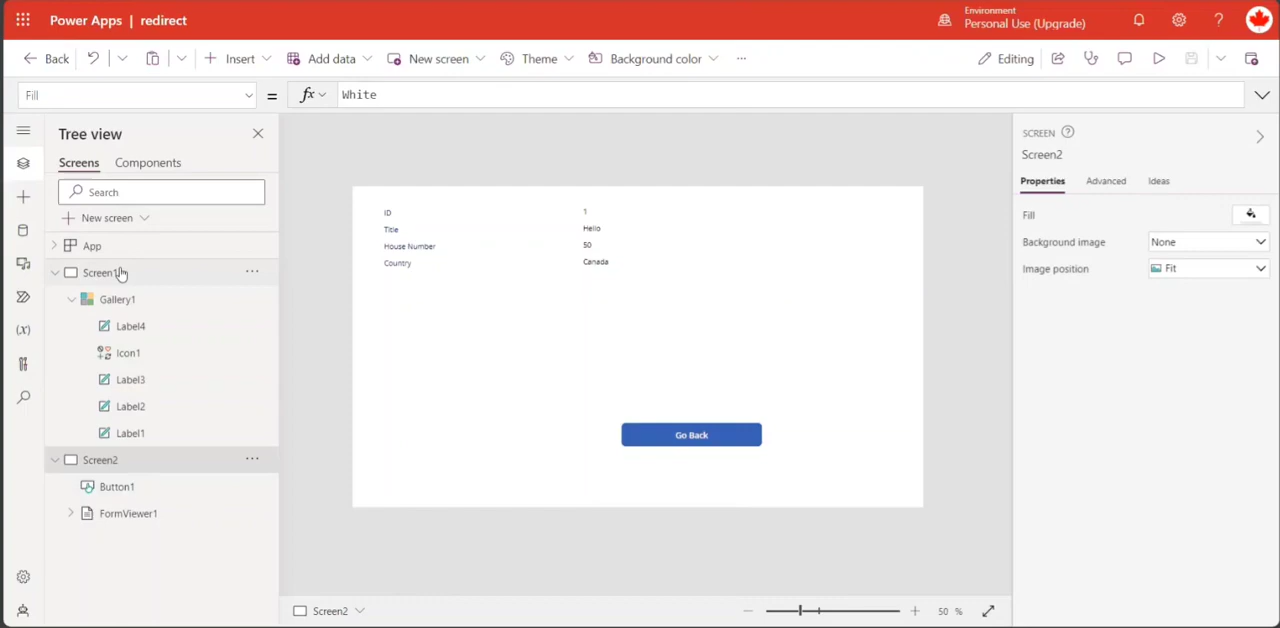 Power Apps | redirect
Environment
Personal Use (Upgrade)
?
Back
Insert
Add data
New screen
Theme
Background color
...
Editing
Fill
=
fx
White
Tree view
Screens
Components
Search
New screen
App
Screen1
...
Gallery1
Label4
Icon1
Label3
Label2
Label1
Screen2
...
Button1
FormViewer1
(x)
ID
1
Title
Hello
House Number
50
Country
Canada
Go Back
Screen2
50 %
SCREEN ?
Screen2
Properties
Advanced
Ideas
Fill
Background image
None
Image position
Fit